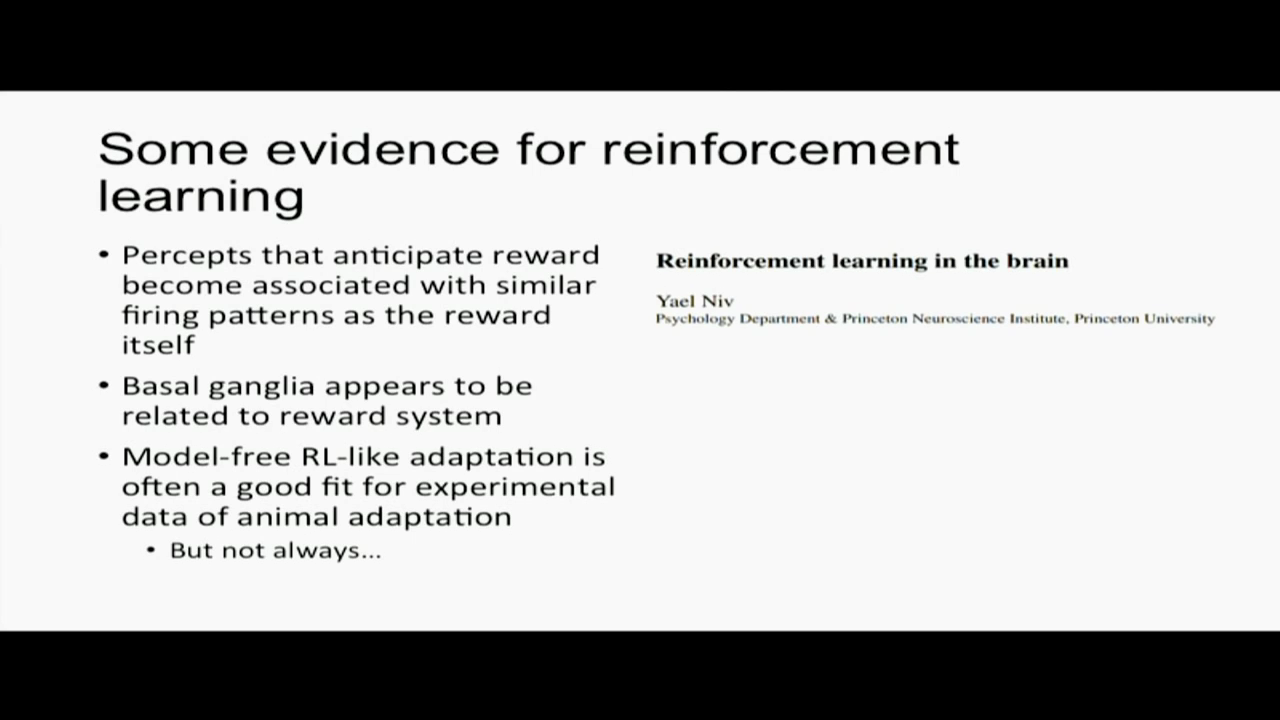 Some evidence for reinforcement
learning
• Percepts that anticipate reward
become associated with similar
firing patterns as the reward
itself
• Basal ganglia appears to be
related to reward system
• Model-free RL-like adaptation is
often a good fit for experimental
data of animal adaptation
• But not always...
Reinforcement learning in the brain
Yael Niv
Psychology Department & Princeton Neuroscience Institute, Princeton University